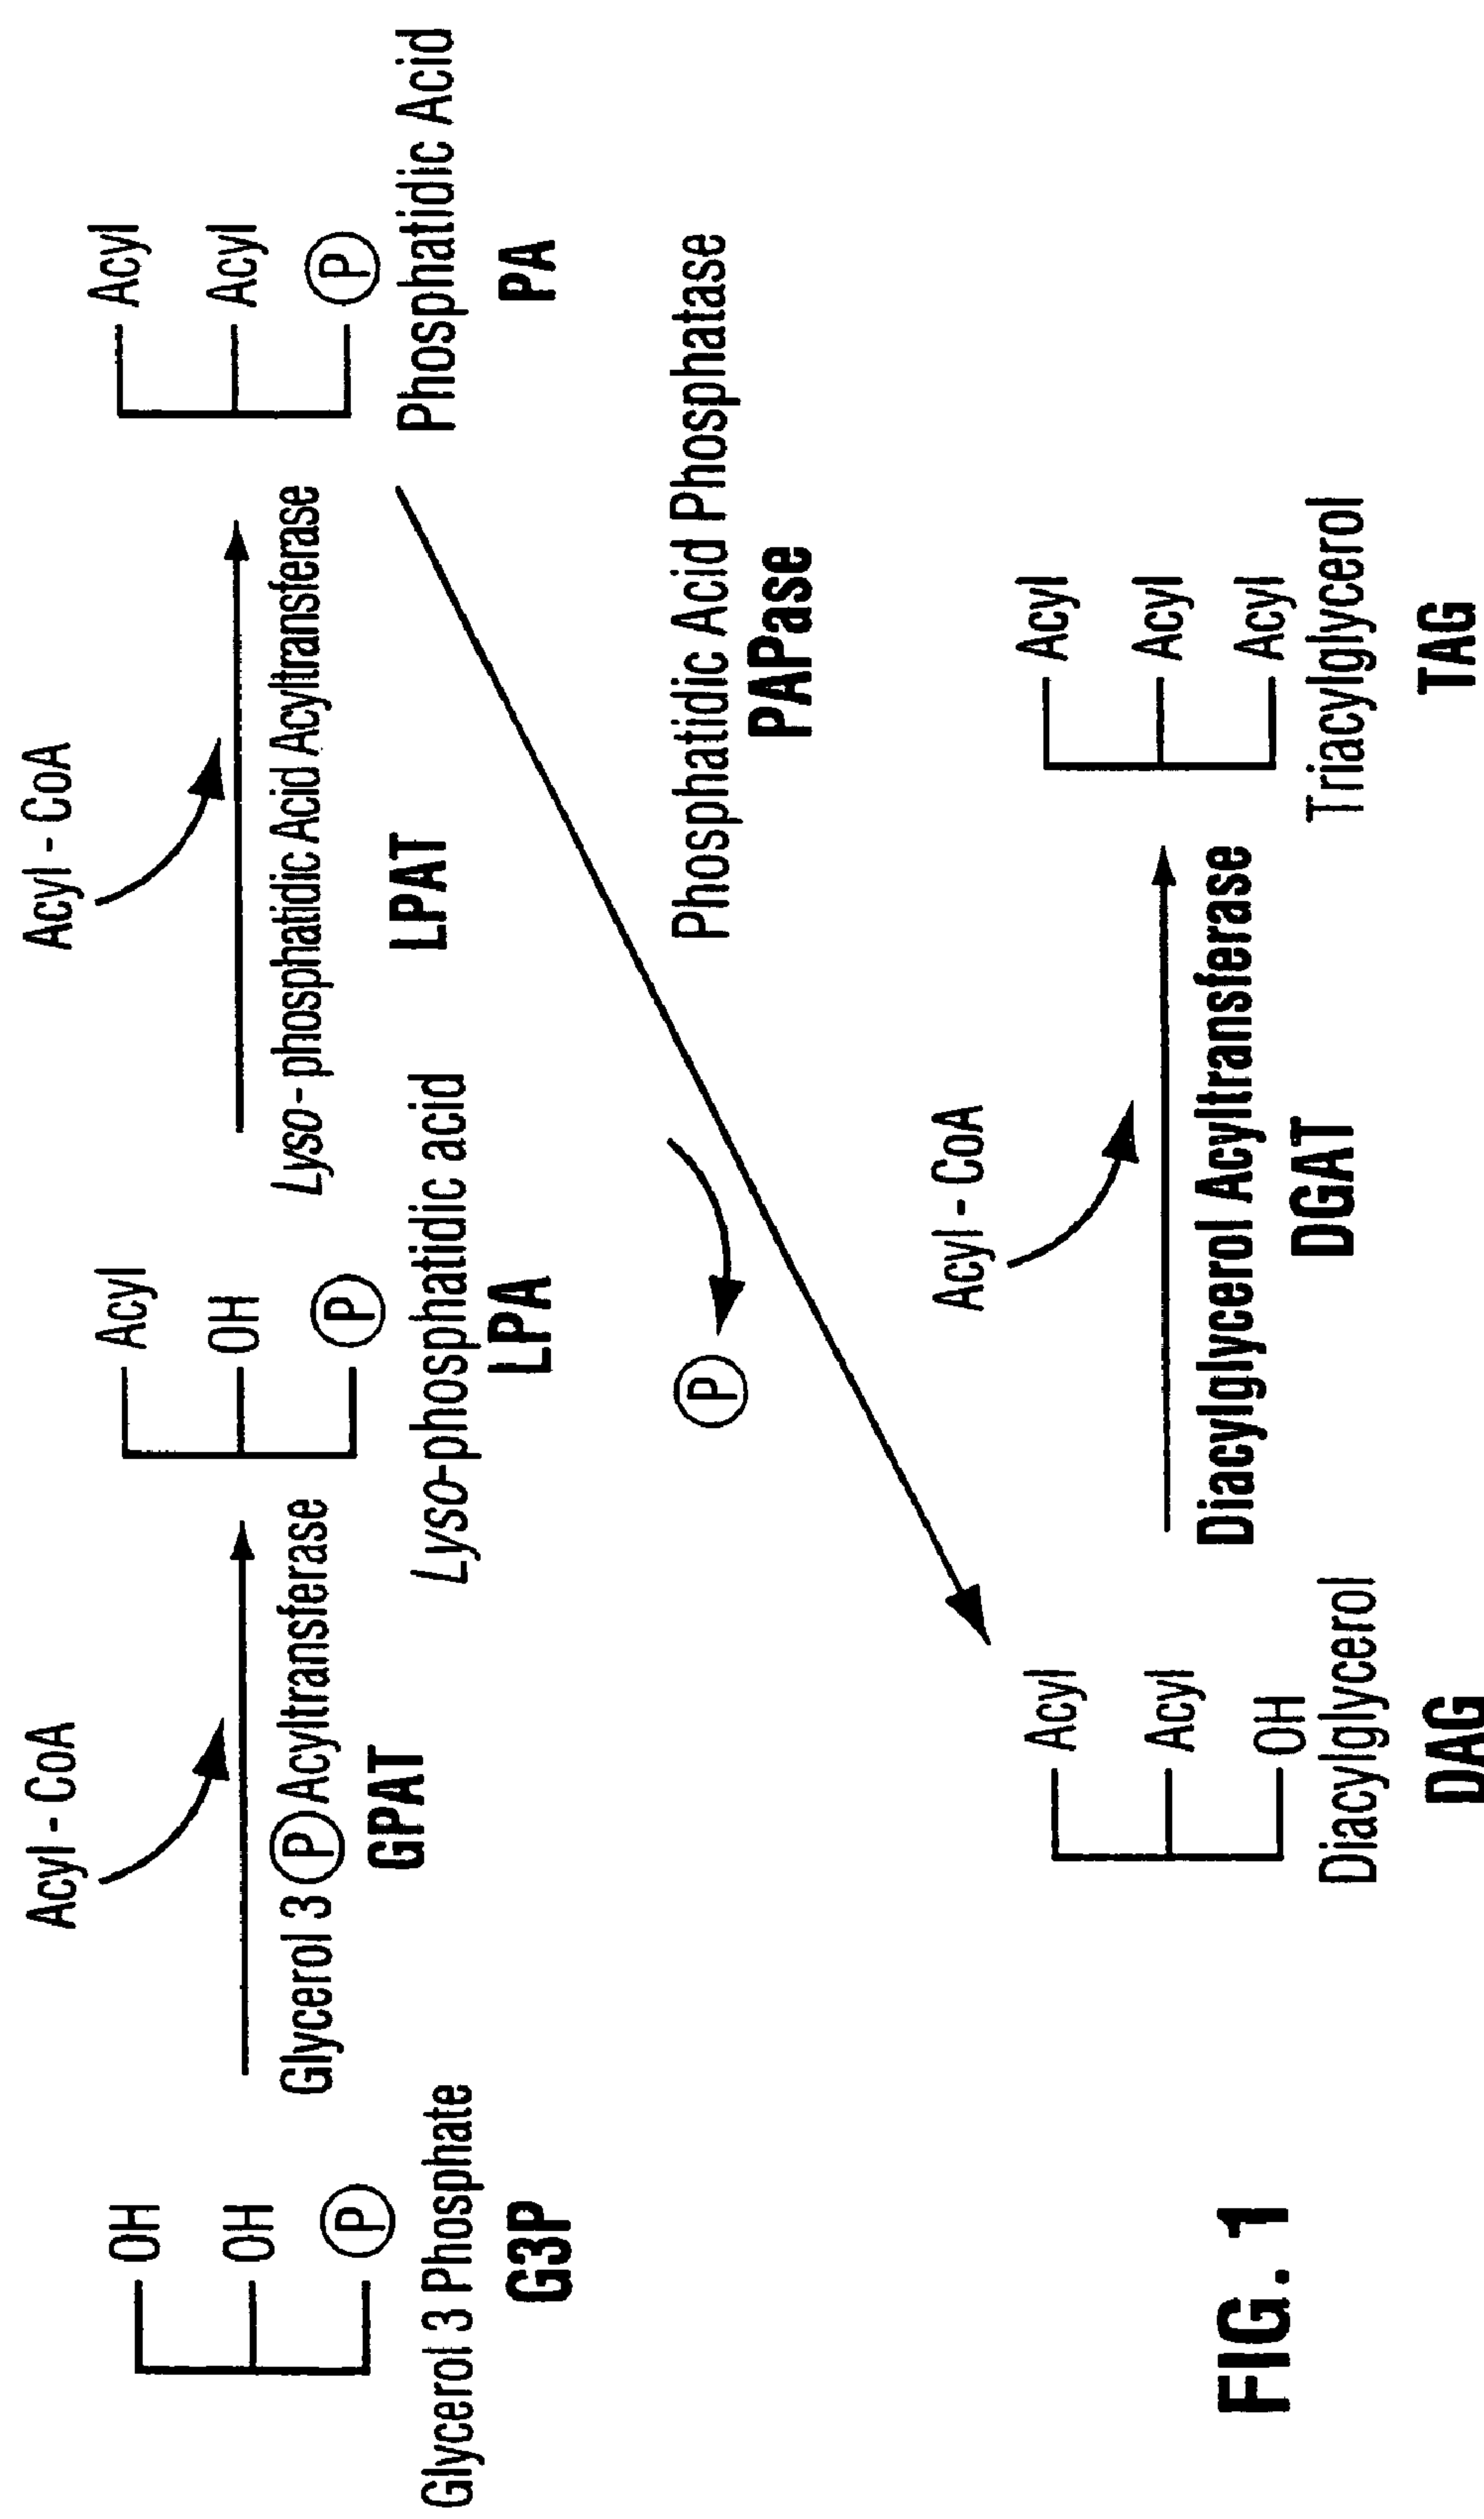 Acyl - CoA
Acyl - CoA
OH
OH
P
Glycerol 3 Phosphate
G3P
Glycerol 3 P Acyltransferase
GPAT
Acyl
OH
P
Lyso-phosphatidic acid
LPA
Lyso-phosphatidic Acid Acyltransferase
LPAT
Acyl
Acyl
P
Phosphatidic Acid
PA
P
Phosphatidic Acid Phosphatase
PAPase
Acyl - CoA
Acyl
Acyl
OH
Diacylglycerol
DAG
Diacylglycerol Acyltransferase
DGAT
Acyl
Acyl
Acyl
Triacylglycerol
TAG
FIG. 1